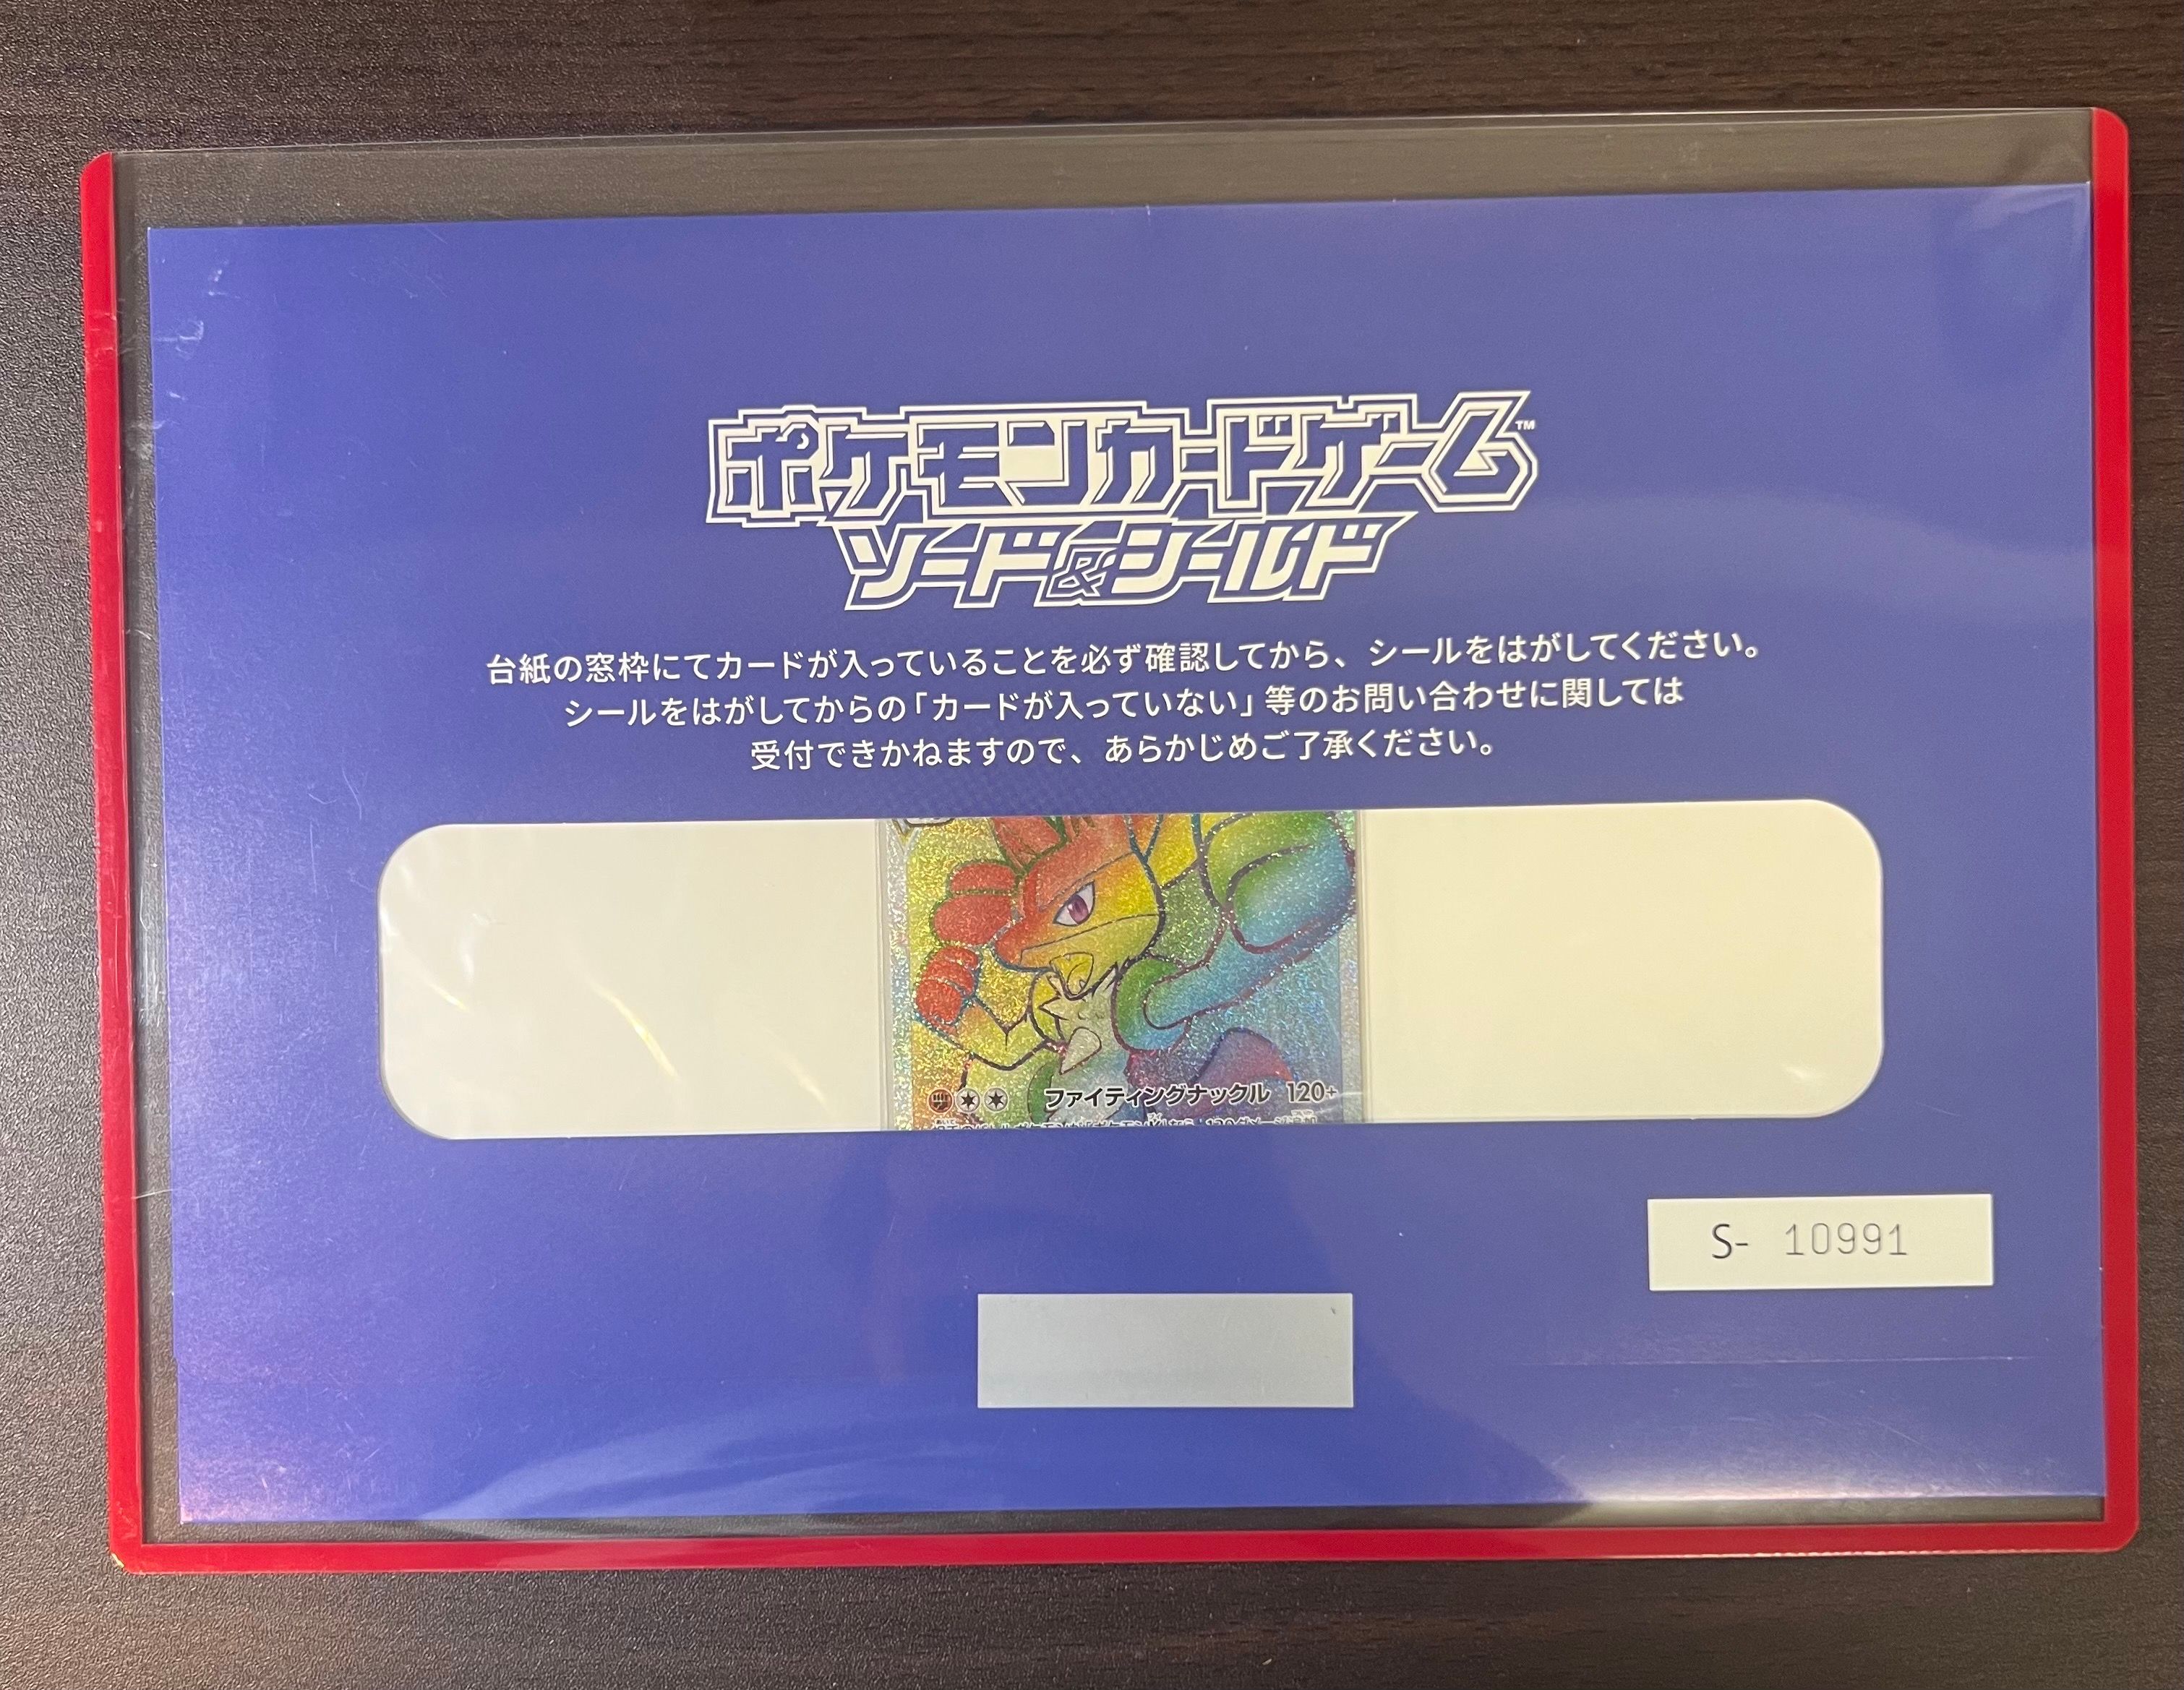 ポケモンカードゲーム™
ソード&シールド
台紙の窓枠にてカードが入っていることを必ず確認してから、シールをはがしてください。
シールをはがしてからの「カードが入っていない」等のお問い合わせに関しては
受付できかねますので、あらかじめご了承ください。
ファイティングナックル 120+
S- 10991